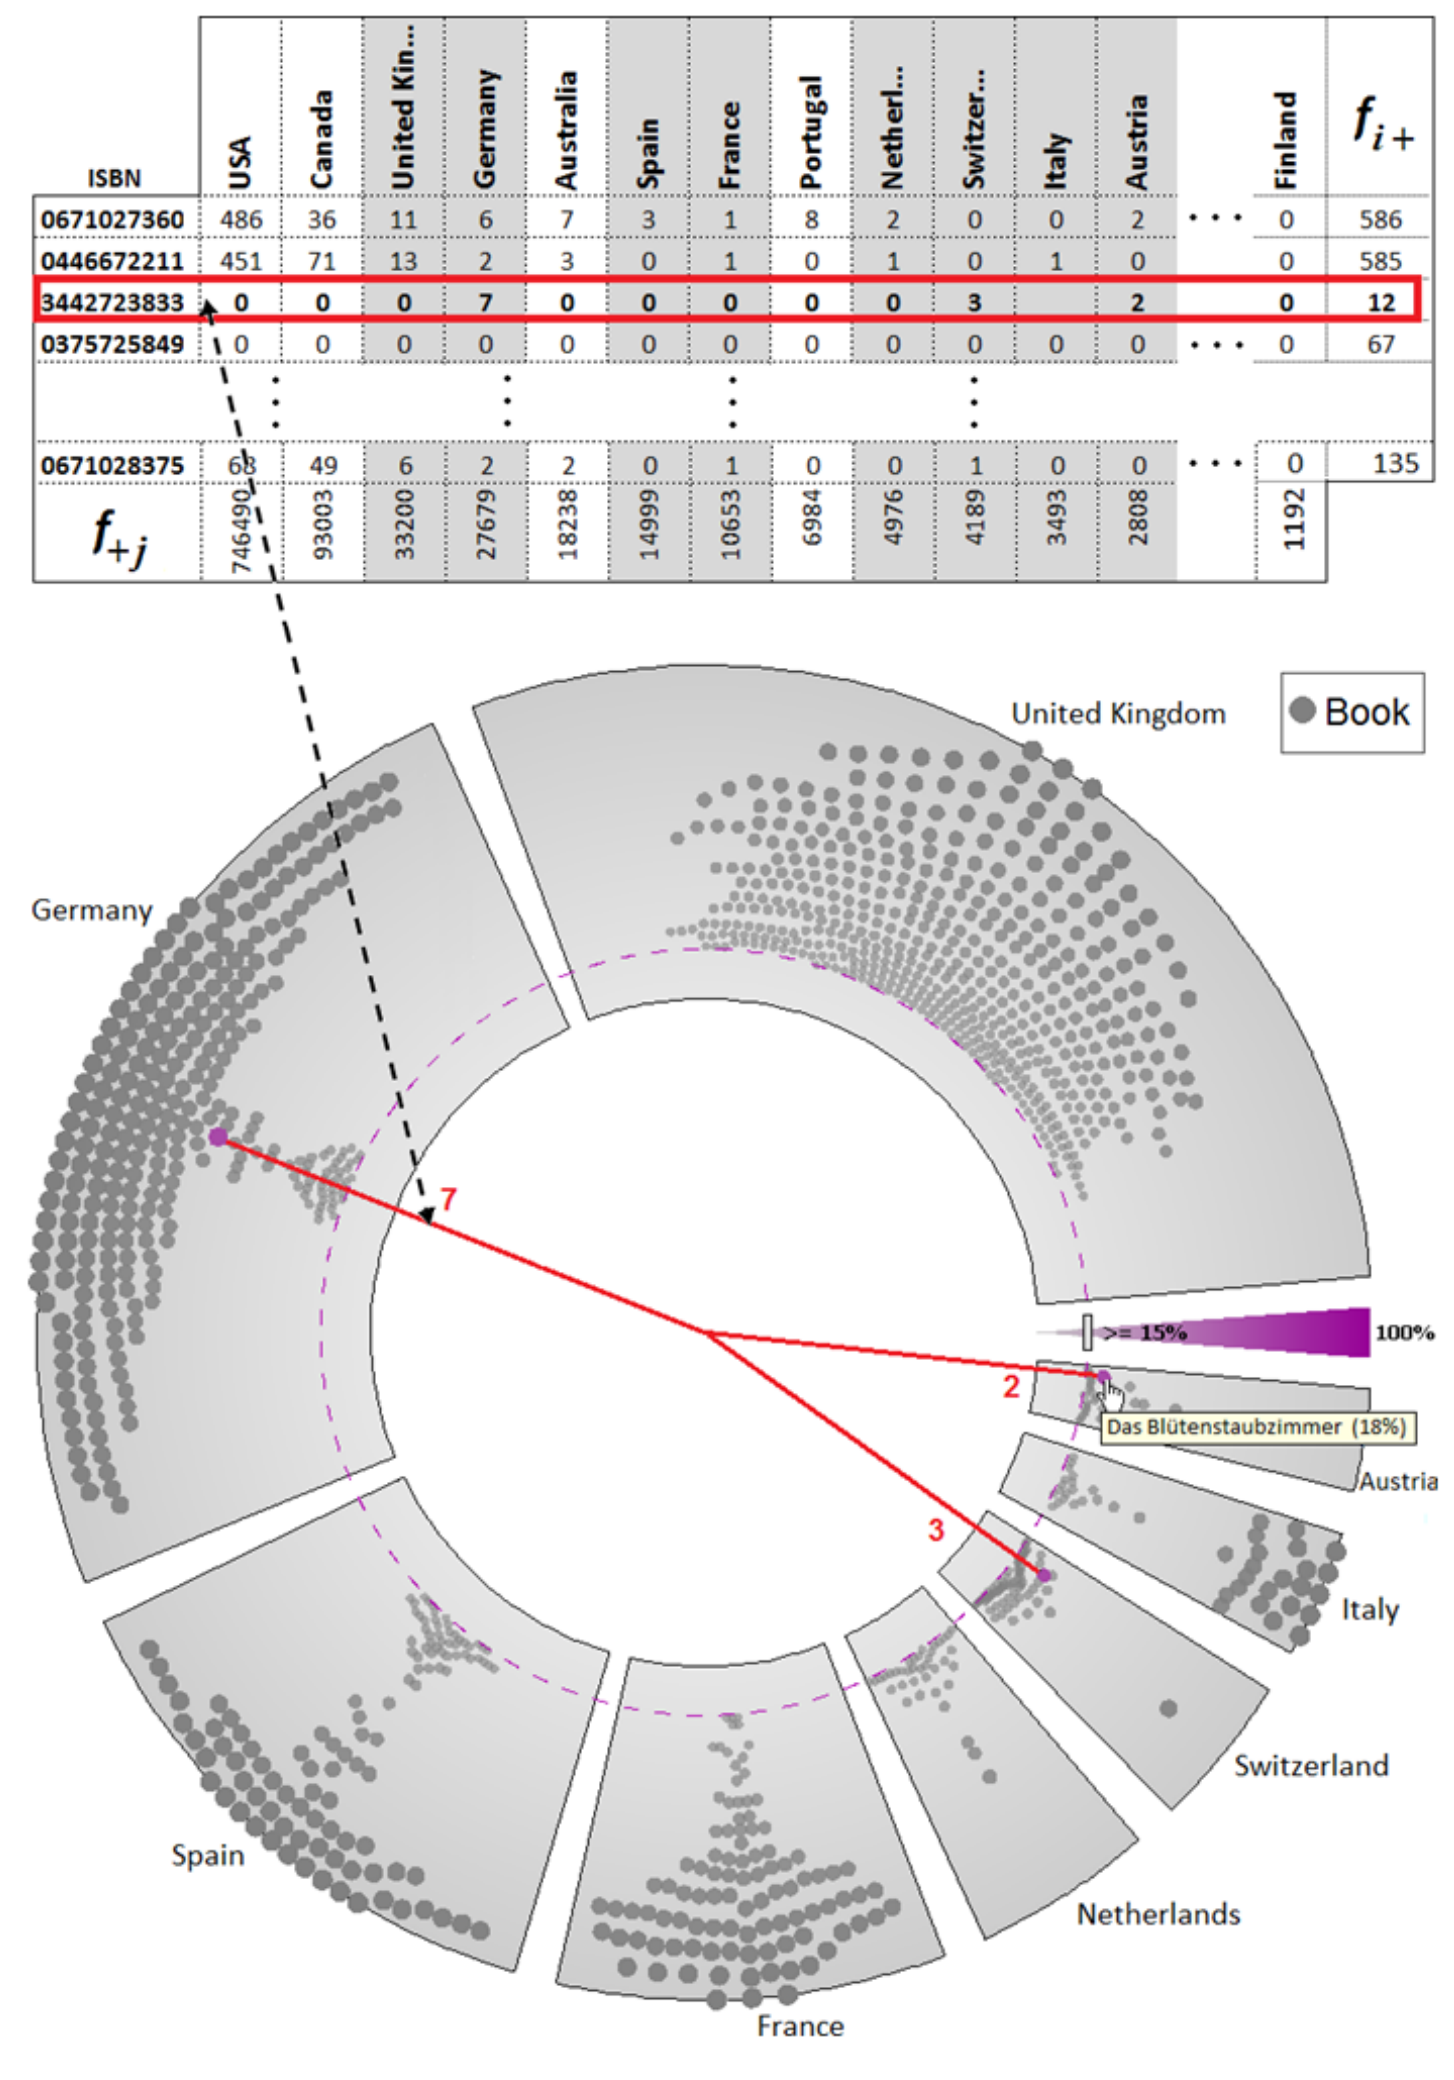 ISBN USA Canada United Kin... Germany Australia Spain France Portugal Netherl... Switzer... Italy Austria Finland f i+
0671027360 486 36 11 6 7 3 1 8 2 0 0 2 ... 0 586
0446672211 451 71 13 2 3 0 1 0 1 0 1 0 0 585
3442723833 0 0 0 7 0 0 0 0 0 3 2 0 12
0375725849 0 0 0 0 0 0 0 0 0 0 0 0 ... 0 67
0671028375 68 49 6 2 2 0 1 0 0 1 0 0 ... 0 135
f +j 746490 93003 33200 27679 18238 14999 10653 6984 4976 4189 3493 2808 1192
United Kingdom
Book
Germany
7
>= 15%
100%
2
Das Blütenstaubzimmer (18%)
Austria
3
Italy
Switzerland
Spain
Netherlands
France